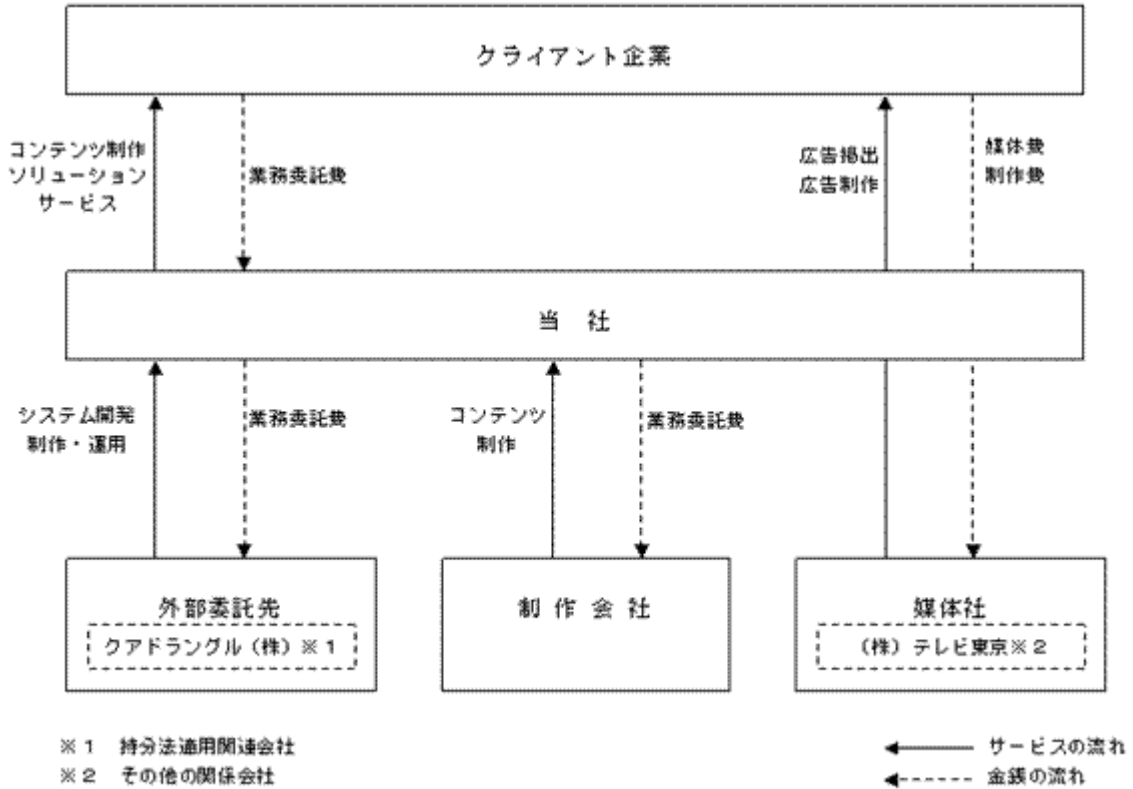 クライアント企業
コンテンツ制作
ソリューション
サービス
業務委託費
広告掲出
広告制作
媒体費
制作費
当 社
システム開発
制作・運用
業務委託費
コンテンツ
制作
業務委託費
外部委託先
クアドラングル（株）※１
制 作 会 社
媒体社
（株）テレビ東京※２
※１ 持分法適用関連会社
※２ その他の関係会社
サービスの流れ
金銭の流れ